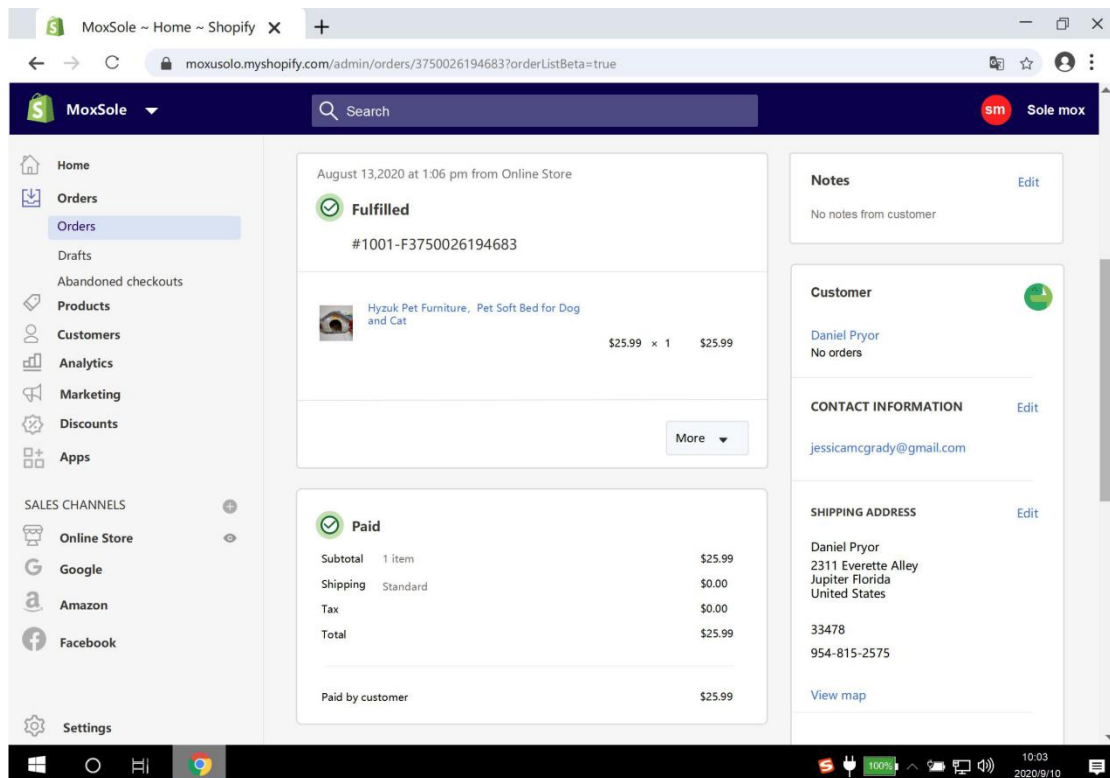 MoxSole ~ Home ~ Shopify
moxusolo.myshopify.com/admin/orders/3750026194683?orderListBeta=true
MoxSole
Search
sm
Sole mox
Home
Orders
Orders
Drafts
Abandoned checkouts
Products
Customers
Analytics
Marketing
Discounts
Apps
SALES CHANNELS
Online Store
Google
Amazon
Facebook
Settings
August 13,2020 at 1:06 pm from Online Store
Fulfilled
#1001-F3750026194683
Hyzuk Pet Furniture, Pet Soft Bed for Dog
and Cat
$25.99 × 1 $25.99
More
Paid
Subtotal 1 item $25.99
Shipping Standard $0.00
Tax $0.00
Total $25.99
Paid by customer $25.99
Notes
Edit
No notes from customer
Customer
Daniel Pryor
No orders
CONTACT INFORMATION
Edit
jessicamcgrady@gmail.com
SHIPPING ADDRESS
Edit
Daniel Pryor
2311 Everette Alley
Jupiter Florida
United States
33478
954-815-2575
View map
100%
10:03
2020/9/10